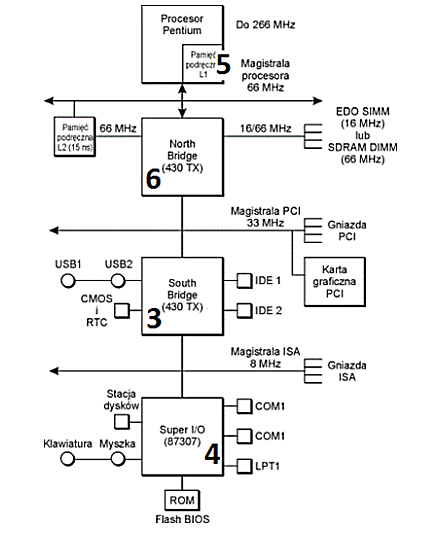 Procesor
Pentium
Do 266 MHz
Pamięć
podręczn.
L1
5
Magistrala
procesora
66 MHz
Pamięć
podręczna
L2 (15 ns)
66 MHz
North
Bridge
(430 TX)
6
16/66 MHz
EDO SIMM
(16 MHz)
lub
SDRAM DIMM
(66 MHz)
Magistrala PCI
33 MHz
Gniazda
PCI
Karta
graficzna
PCI
USB1
USB2
CMOS
i
RTC
South
Bridge
(430 TX)
3
IDE 1
IDE 2
Magistrala ISA
8 MHz
Gniazda
ISA
Stacja
dysków
Klawiatura
Myszka
Super I/O
(87307)
4
COM1
COM1
LPT1
ROM
Flash BIOS